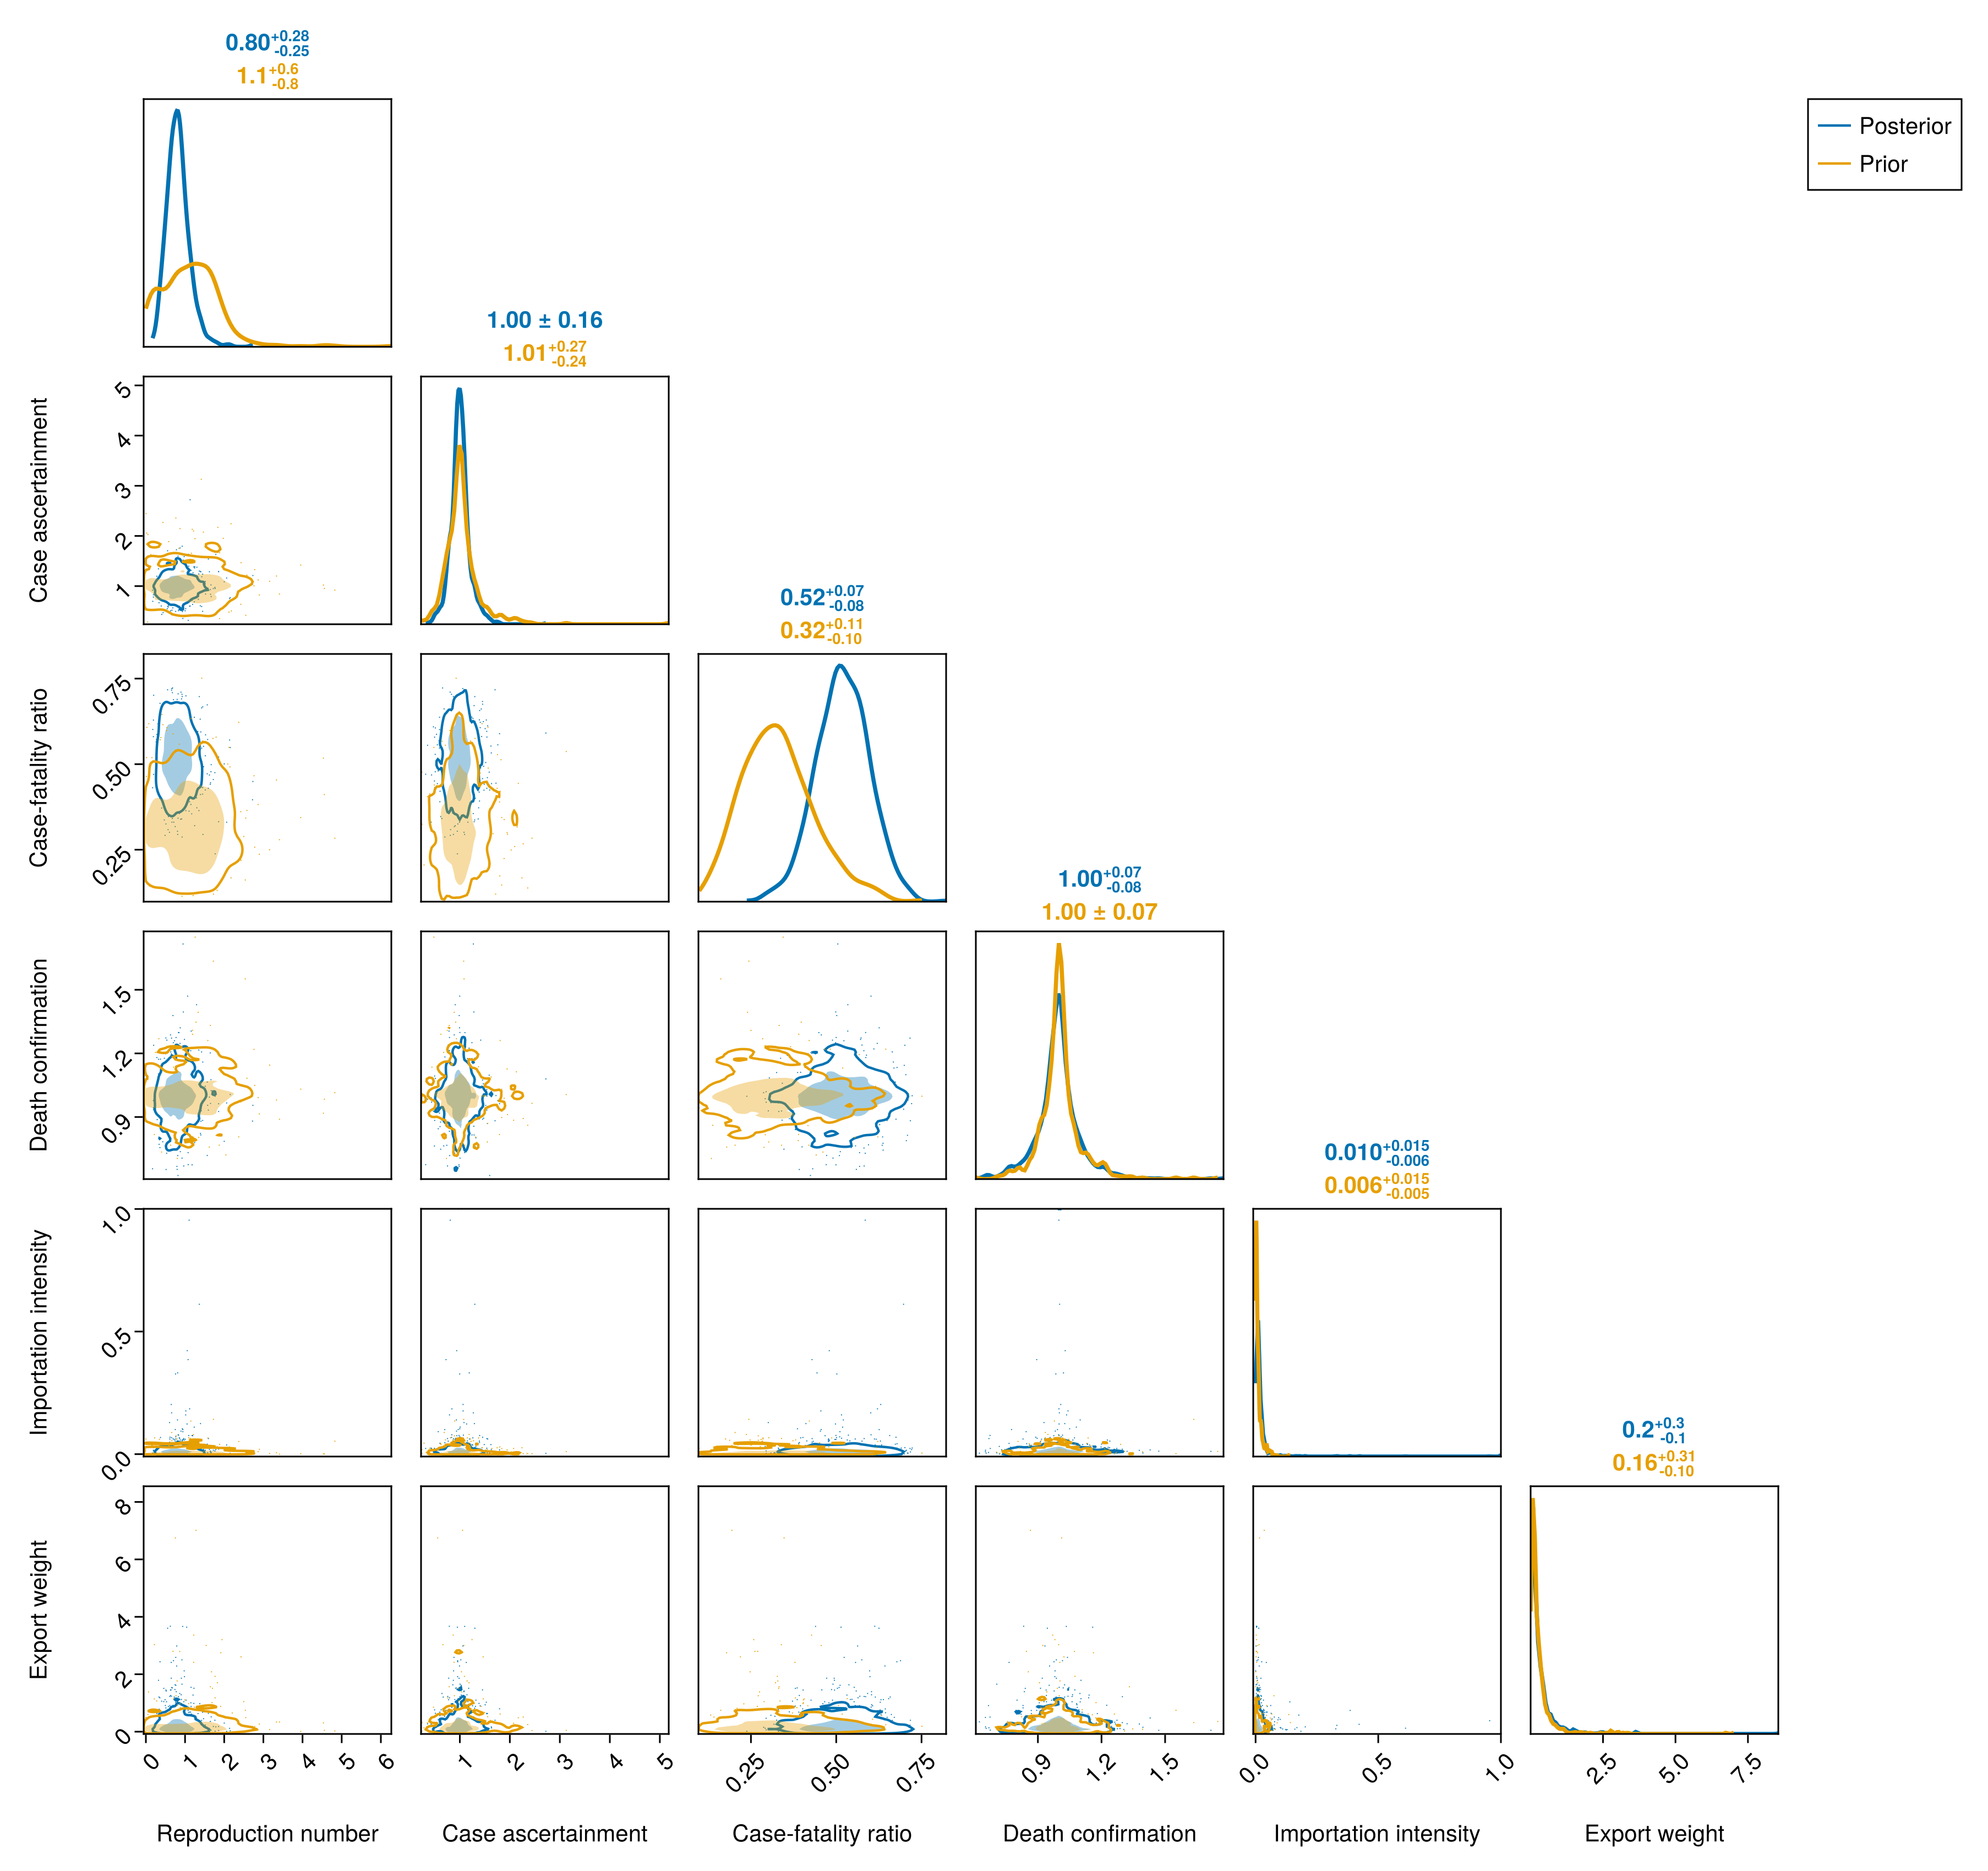 0.80+0.28-0.25
1.1+0.6-0.8
Posterior
Prior
1.00 ± 0.16
1.01+0.27-0.24
Case ascertainment
5
4
3
2
1
0.52+0.07-0.08
0.32+0.11-0.10
Case-fatality ratio
0.75
0.50
0.25
1.00+0.07-0.08
1.00 ± 0.07
Death confirmation
1.5
1.2
0.9
0.010+0.015-0.006
0.006+0.015-0.005
Importation intensity
1.0
0.5
0.0
0.2+0.3-0.1
0.16+0.31-0.10
Export weight
8
6
4
2
0
0 1 2 3 4 5 6
1 2 3 4 5
0.25 0.50 0.75
0.9 1.2 1.5
0.0 0.5 1.0
2.5 5.0 7.5
Reproduction number
Case ascertainment
Case-fatality ratio
Death confirmation
Importation intensity
Export weight